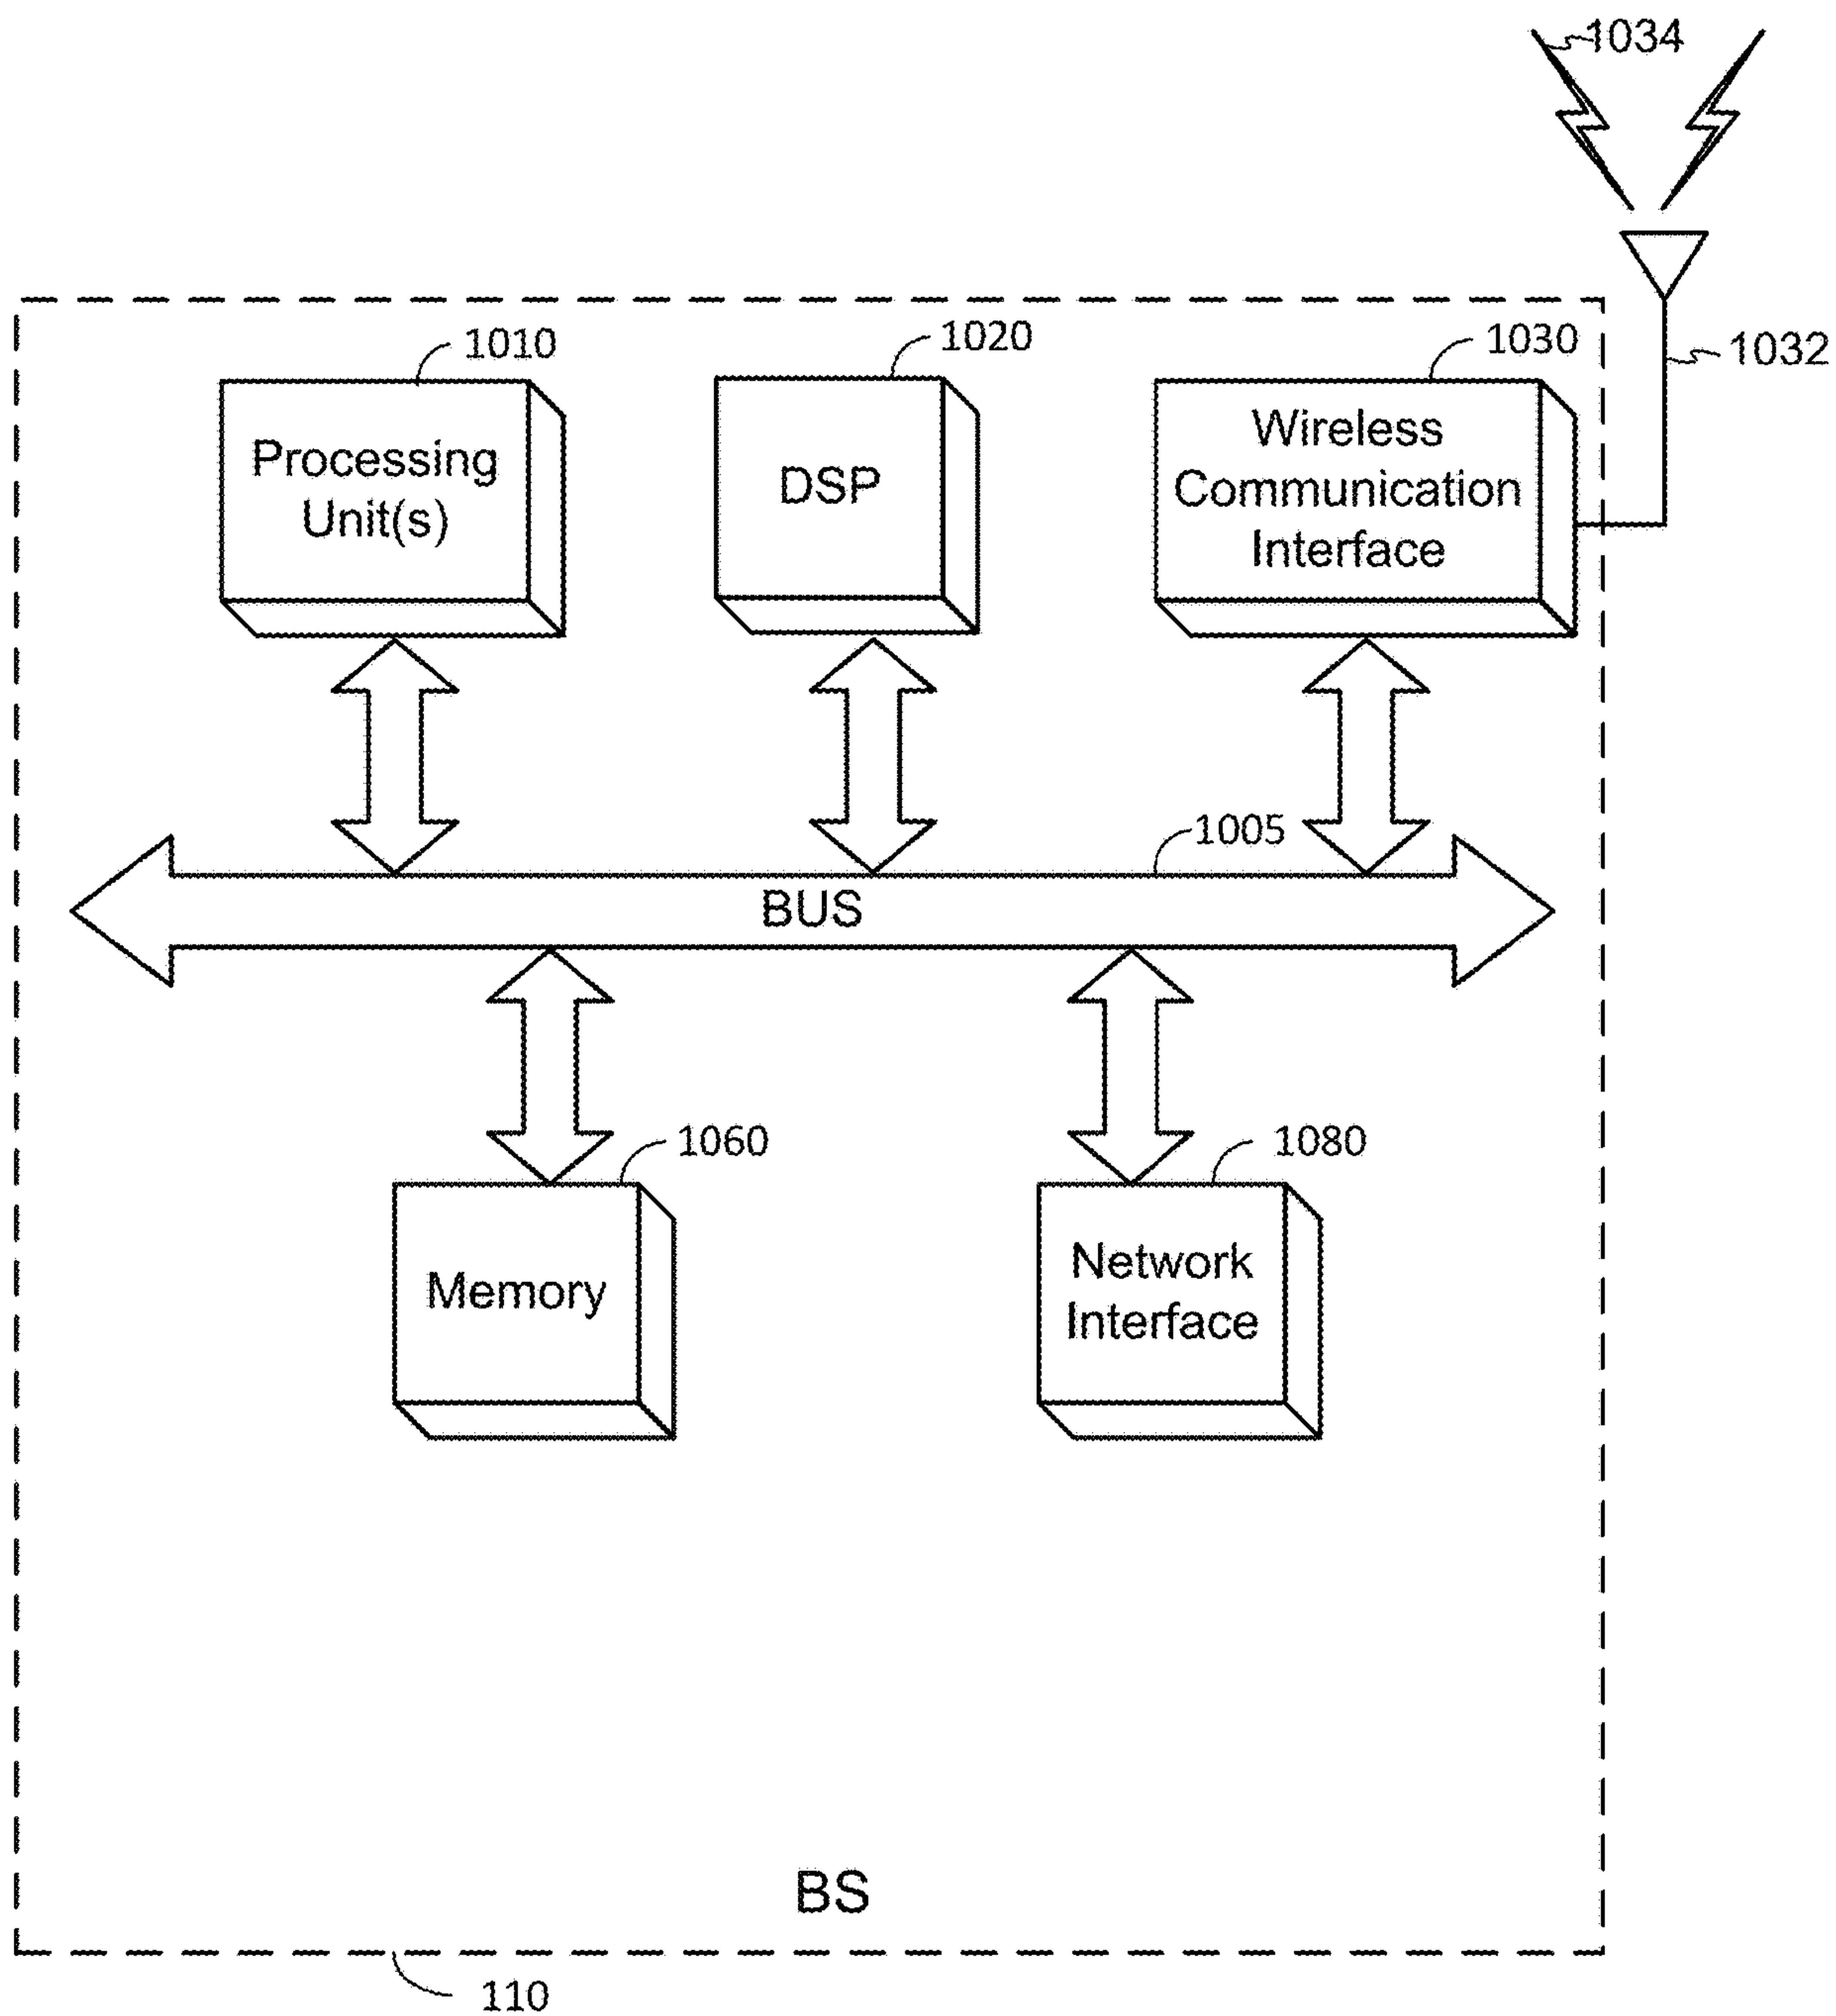 1034
1032
1010
1020
1030
Processing
Unit(s)
DSP
Wireless
Communication
Interface
1005
BUS
1060
1080
Memory
Network
Interface
BS
110